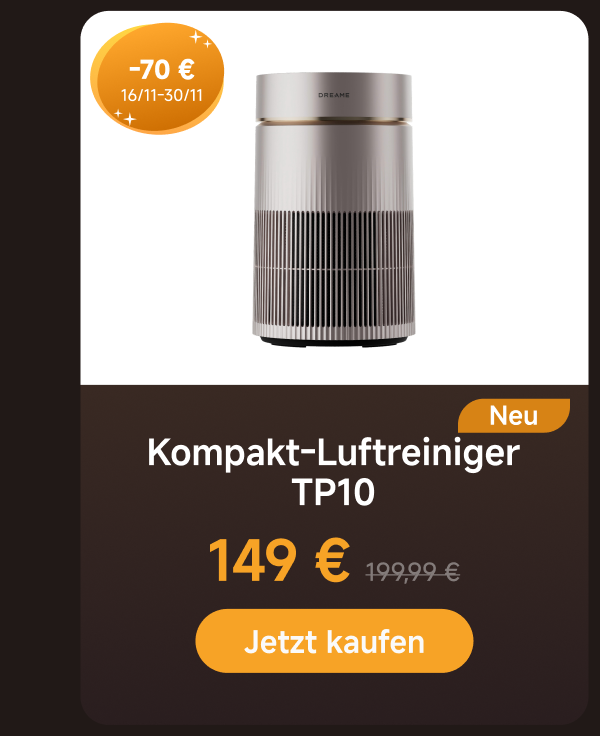 -70 €
16/11-30/11
DREAME
Neu
Kompakt-Luftreiniger
TP10
149 € 199,99 €
Jetzt kaufen